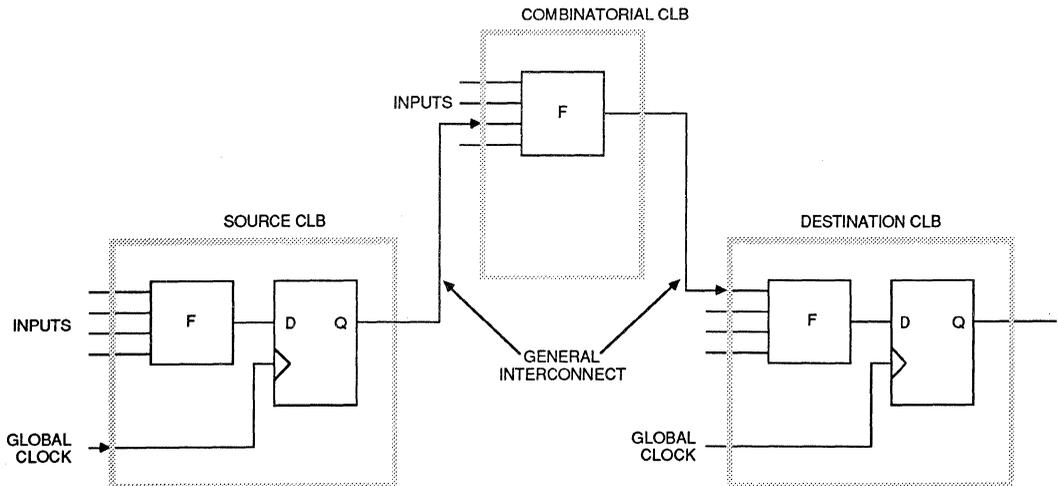 COMBINATORIAL CLB
INPUTS
F
SOURCE CLB
DESTINATION CLB
INPUTS
F
D
Q
F
D
Q
GENERAL
INTERCONNECT
GLOBAL
CLOCK
GLOBAL
CLOCK